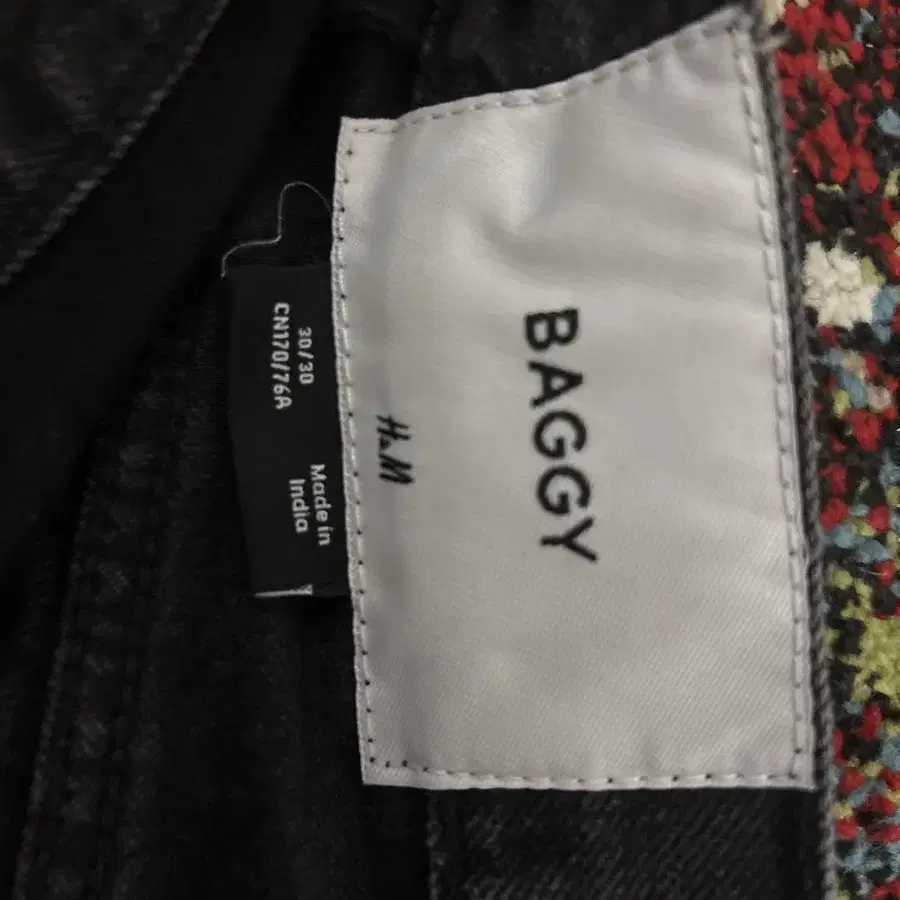 BAGGY
H&M
30/30
CN170/76A
Made in
India